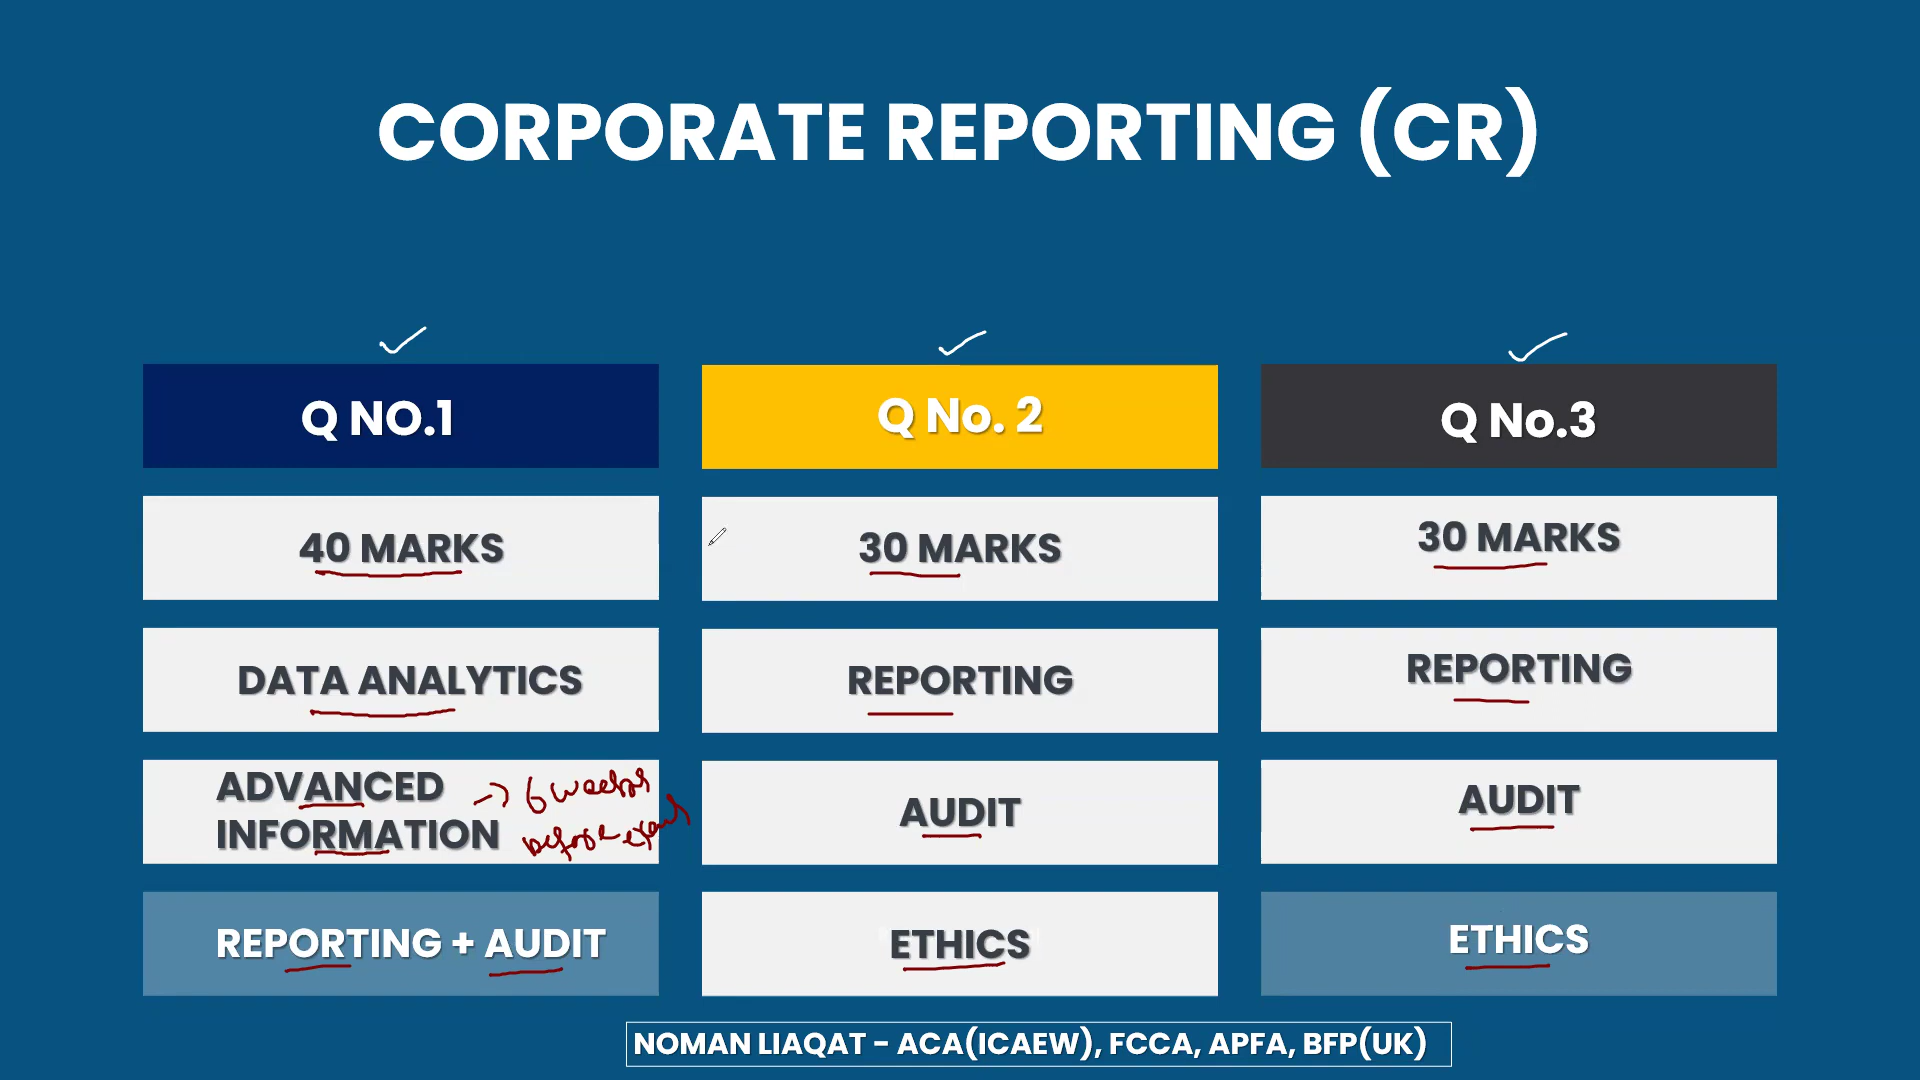 CORPORATE REPORTING (CR)
Q NO.1
40 MARKS
DATA ANALYTICS
ADVANCED
INFORMATION
→ 6 weeks
before exam
REPORTING + AUDIT
Q No. 2
30 MARKS
REPORTING
AUDIT
ETHICS
Q No.3
30 MARKS
REPORTING
AUDIT
ETHICS
NOMAN LIAQAT - ACA(ICAEW), FCCA, APFA, BFP(UK)